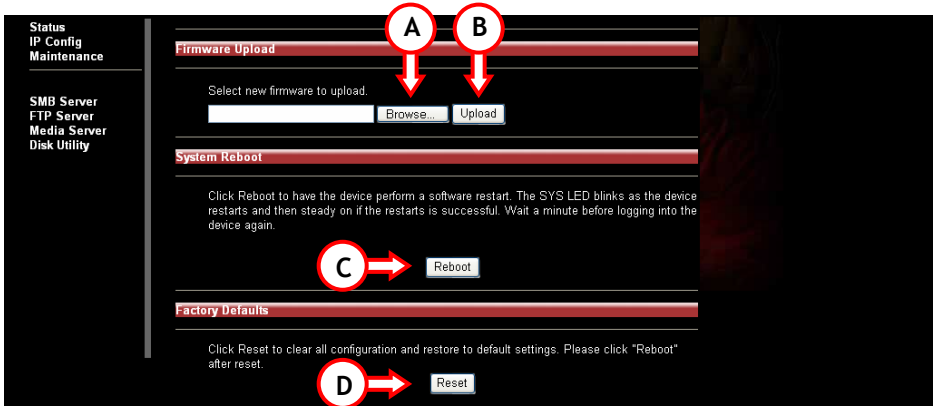 Status
IP Config
Maintenance
SMB Server
FTP Server
Media Server
Disk Utility
A
B
Firmware Upload
Select new firmware to upload.
Browse... Upload
System Reboot
Click Reboot to have the device perform a software restart. The SYS LED blinks as the device
restarts and then steady on if the restarts is successful. Wait a minute before logging into the
device again.
C
Reboot
Factory Defaults
Click Reset to clear all configuration and restore to default settings. Please click "Reboot"
after reset.
D
Reset